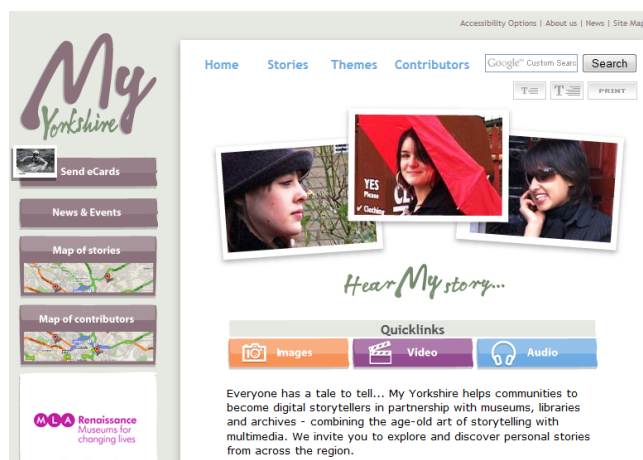 Accessibility Options | About us | News | Site Map
My
Yorkshire
Home Stories Themes Contributors
Google™ Custom Searc Search
T T PRINT
Send eCards
News & Events
Map of stories
Map of contributors
YES
Please
✓ Clothing
Hear My story...
Quicklinks
Images Video Audio
MLA Renaissance
Museums for
changing lives
Everyone has a tale to tell... My Yorkshire helps communities to
become digital storytellers in partnership with museums, libraries
and archives - combining the age-old art of storytelling with
multimedia. We invite you to explore and discover personal stories
from across the region.